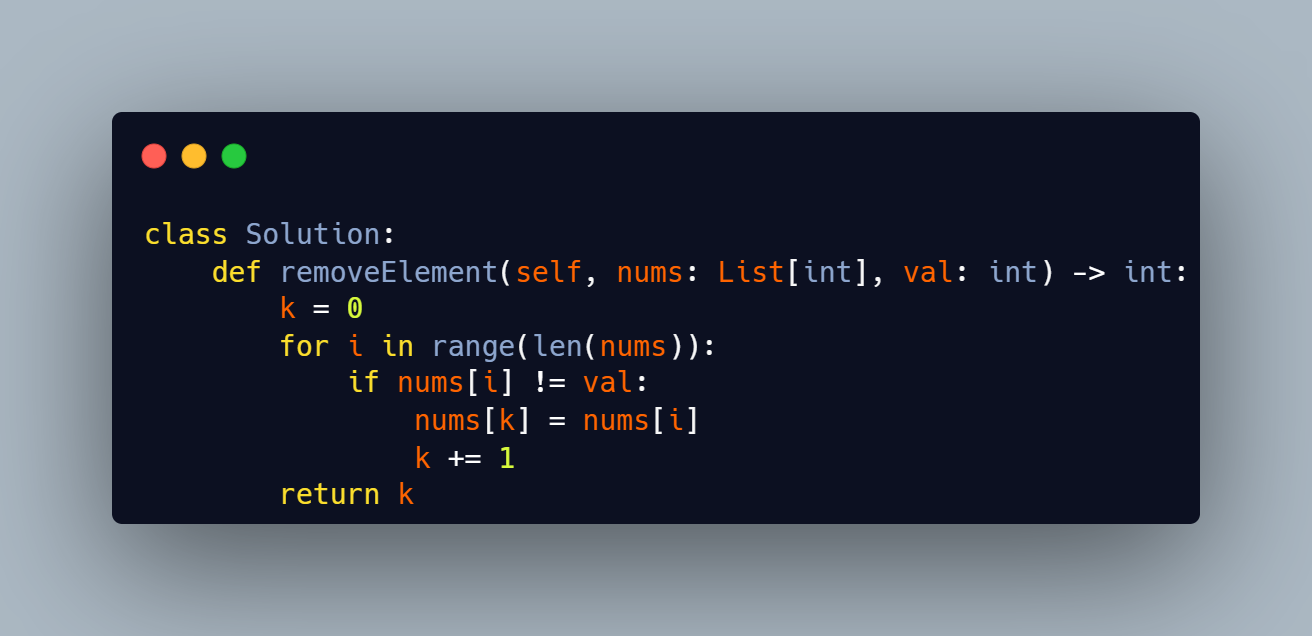 class Solution:
    def removeElement(self, nums: List[int], val: int) -> int:
        k = 0
        for i in range(len(nums)):
            if nums[i] != val:
                nums[k] = nums[i]
                k += 1
        return k